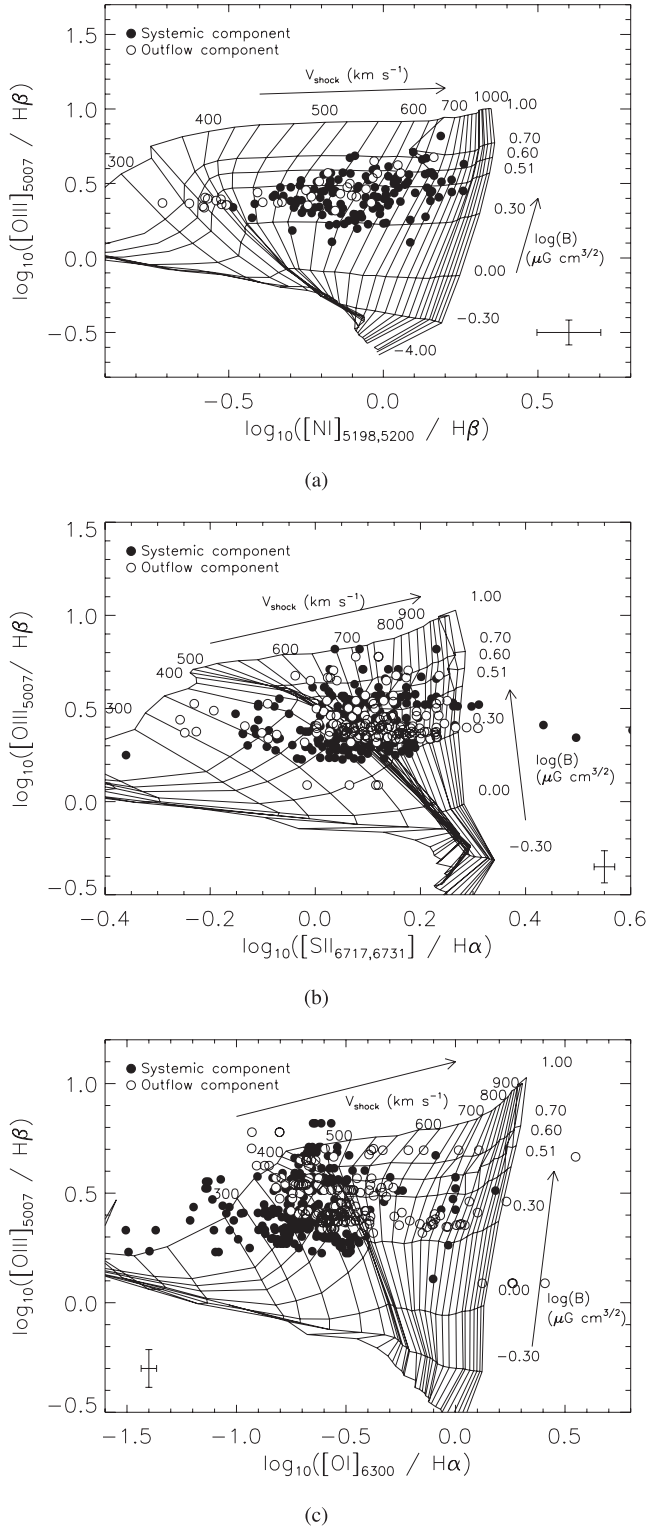 ● Systemic component
○ Outflow component
V_shock (km s⁻¹)
300 400 500 600 700 1000 1.00
0.70
0.60
0.51
0.30
0.00
−0.30
−4.00
log(B)
(μG cm^3/2)
1.5
1.0
0.5
0.0
−0.5
log₁₀([OIII]₅₀₀₇ / Hβ)
−0.5 0.0 0.5
log₁₀([NI]₅₁₉₈,₅₂₀₀ / Hβ)
(a)
● Systemic component
○ Outflow component
V_shock (km s⁻¹)
300 400 500 600 700 800 900 1.00
0.70
0.60
0.51
0.30
0.00
−0.30
log(B)
(μG cm^3/2)
1.5
1.0
0.5
0.0
−0.5
log₁₀([OIII]₅₀₀₇/ Hβ)
−0.4 −0.2 0.0 0.2 0.4 0.6
log₁₀([SII₆₇₁₇,₆₇₃₁] / Hα)
(b)
● Systemic component
○ Outflow component
V_shock (km s⁻¹)
300 400 500 600 700 800 900 1.00
0.70
0.60
0.51
0.30
0.00
−0.30
log(B)
(μG cm^3/2)
1.0
0.5
0.0
−0.5
log₁₀([OIII]₅₀₀₇ / Hβ)
−1.5 −1.0 −0.5 0.0 0.5
log₁₀([OI]₆₃₀₀ / Hα)
(c)